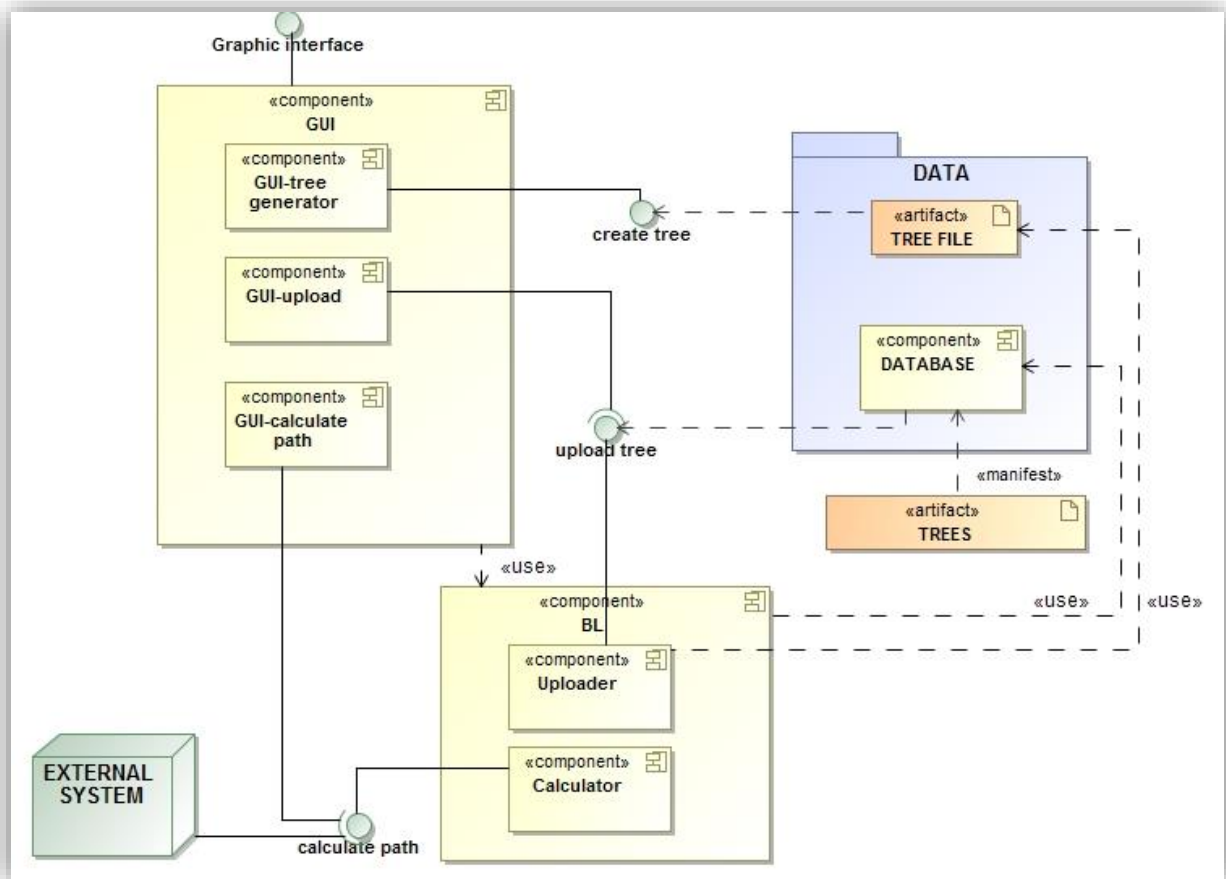 Graphic interface
«component»
GUI
«component»
GUI-tree
generator
create tree
«component»
GUI-upload
«component»
GUI-calculate
path
upload tree
DATA
«artifact»
TREE FILE
«component»
DATABASE
«manifest»
«artifact»
TREES
«use»
«use»
«use»
«component»
BL
«component»
Uploader
«component»
Calculator
EXTERNAL
SYSTEM
calculate path